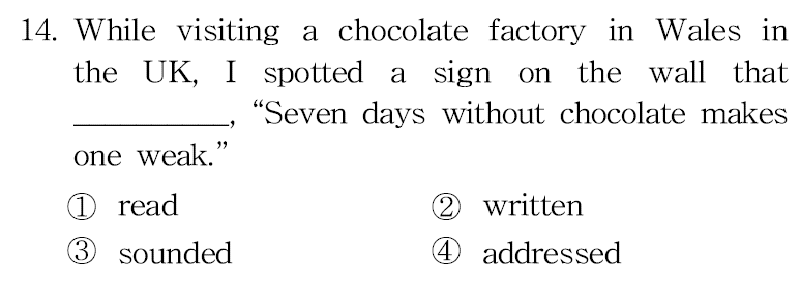 14. While visiting a chocolate factory in Wales in
the UK, I spotted a sign on the wall that
__________, “Seven days without chocolate makes
one weak.”
① read ② written
③ sounded ④ addressed